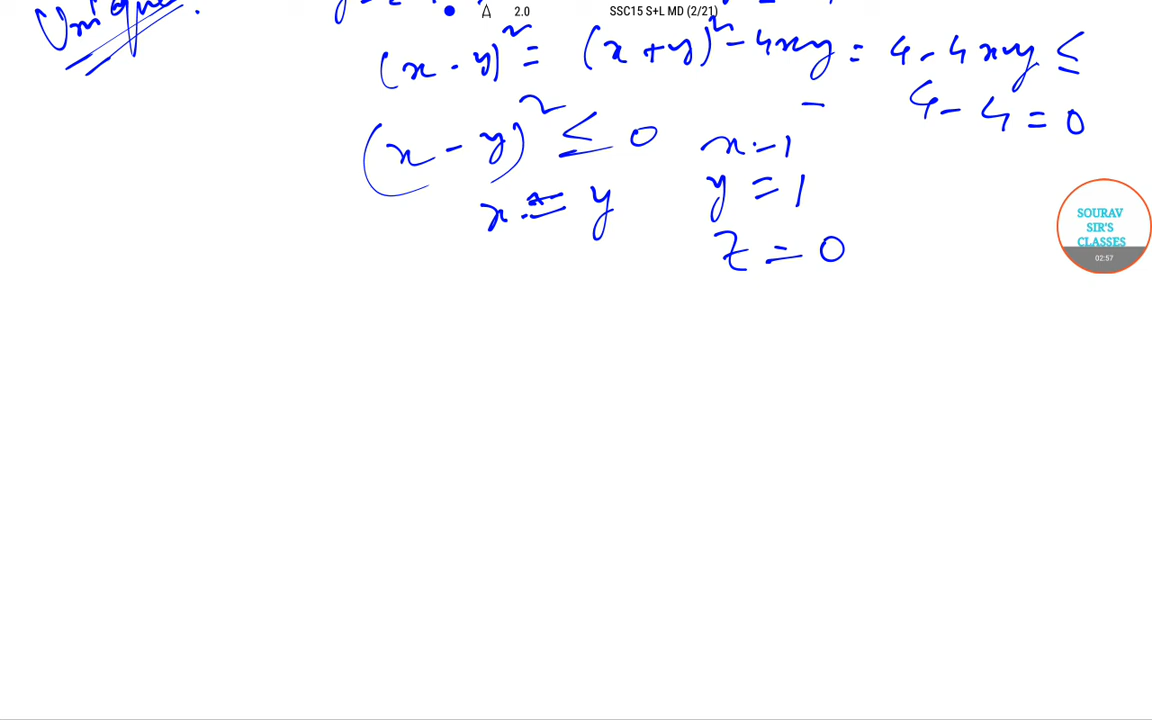 Unique.
2.0
SSC15 S+L MD (2/21)
(x - y)² = (x + y)² - 4xy = 4 - 4xy ≤
4 - 4 = 0
(x - y)² ≤ 0
x = 1
x = y
y = 1
z = 0
SOURAV
SIR'S
CLASSES
02:57